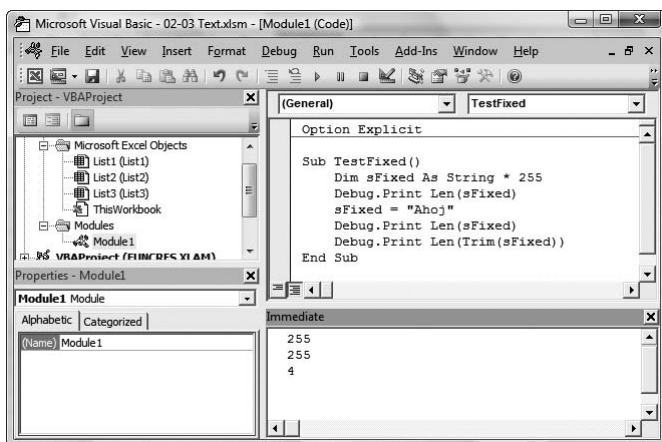 Microsoft Visual Basic - 02-03 Text.xlsm - [Module1 (Code)]
File Edit View Insert Format Debug Run Tools Add-Ins Window Help
Project - VBAProject
Microsoft Excel Objects
List1 (List1)
List2 (List2)
List3 (List3)
ThisWorkbook
Modules
Module1
VBAProject (FUNCRES.XLAM)
Properties - Module1
Module1 Module
Alphabetic Categorized
(Name) Module1
(General) TestFixed
Option Explicit
Sub TestFixed()
Dim sFixed As String * 255
Debug.Print Len(sFixed)
sFixed = "Ahoj"
Debug.Print Len(sFixed)
Debug.Print Len(Trim(sFixed))
End Sub
Immediate
255
255
4